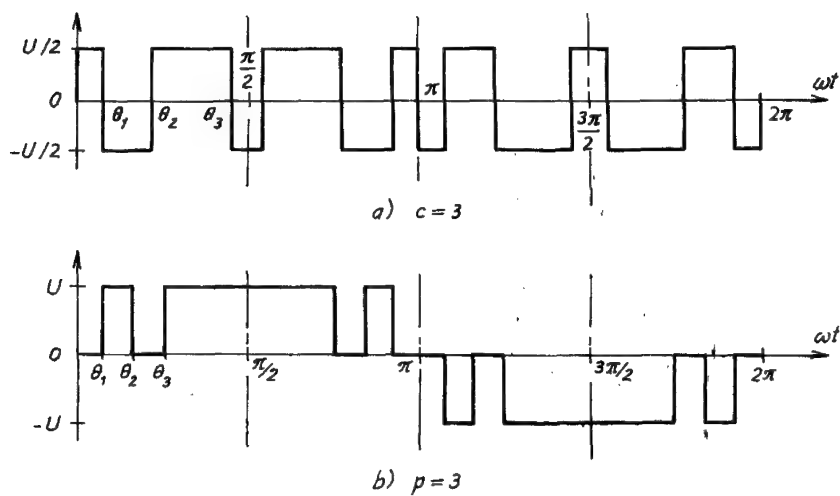 U/2
0
-U/2
θ₁
θ₂
θ₃
π/2
π
3π/2
2π
ωt
a) c = 3
U
0
-U
θ₁
θ₂
θ₃
π/2
π
3π/2
2π
ωt
b) p = 3